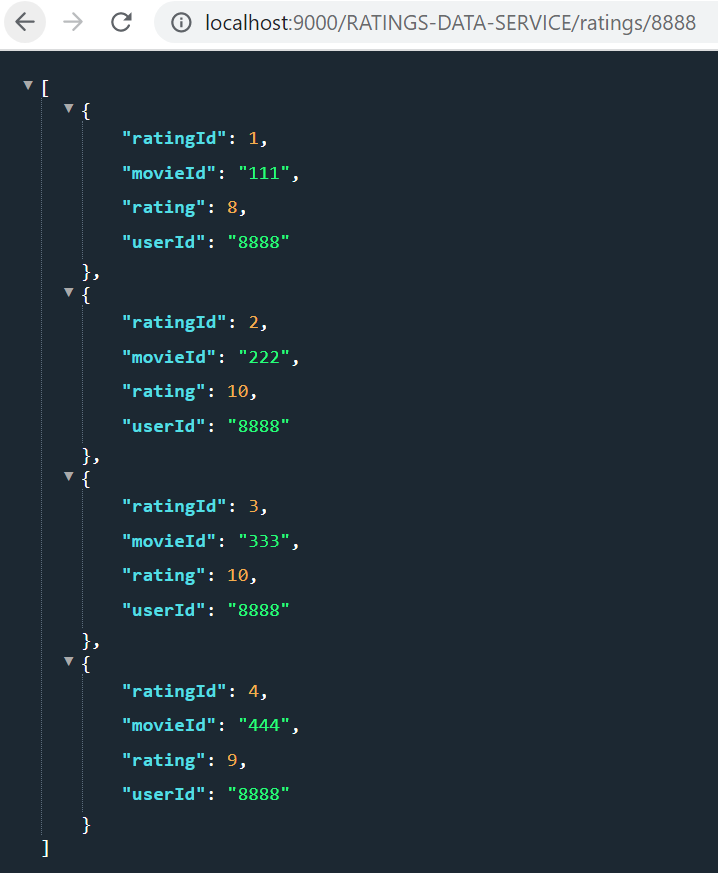 localhost:9000/RATINGS-DATA-SERVICE/ratings/8888
[
{
"ratingId": 1,
"movieId": "111",
"rating": 8,
"userId": "8888"
},
{
"ratingId": 2,
"movieId": "222",
"rating": 10,
"userId": "8888"
},
{
"ratingId": 3,
"movieId": "333",
"rating": 10,
"userId": "8888"
},
{
"ratingId": 4,
"movieId": "444",
"rating": 9,
"userId": "8888"
}
]